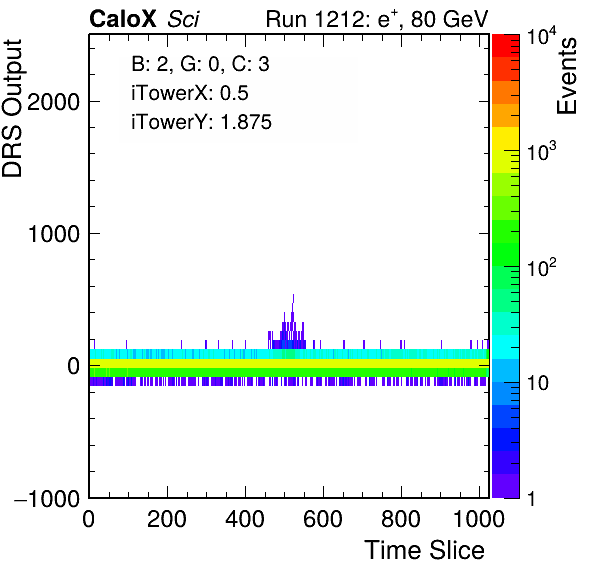 CaloX Sci Run 1212: e+, 80 GeV
B: 2, G: 0, C: 3
iTowerX: 0.5
iTowerY: 1.875
DRS Output
2000
1000
0
−1000
0 200 400 600 800 1000
Time Slice
Events
10^4
10^3
10^2
10
1